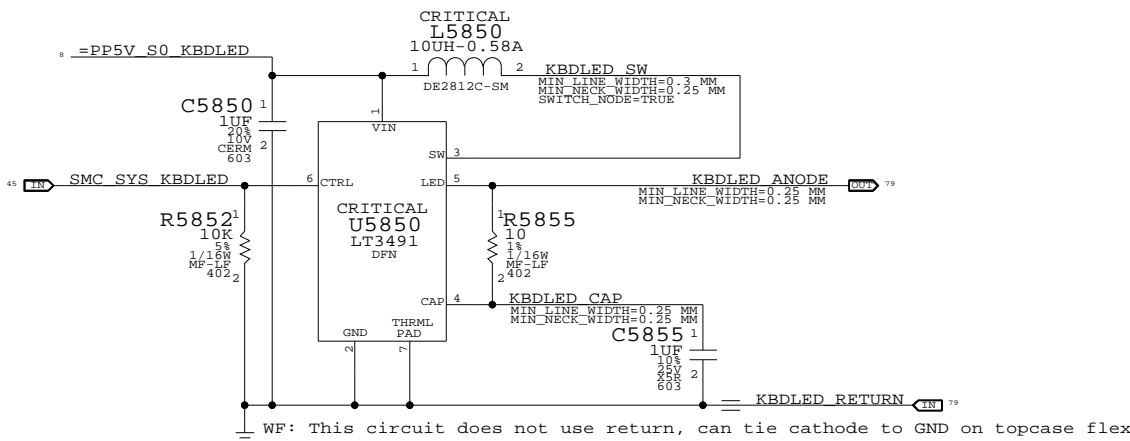 CRITICAL
L5850
10UH-0.58A
8 =PP5V_S0_KBDLED
1 2 KBDLED_SW
DE2812C-SM
MIN_LINE_WIDTH=0.3 MM
MIN_NECK_WIDTH=0.25 MM
SWITCH_NODE=TRUE
C5850 1
1UF
20%
10V
CERM 2
603
1
VIN
SW 3
45 IN SMC_SYS_KBDLED 6 CTRL
LED 5 KBDLED_ANODE OUT 79
MIN_LINE_WIDTH=0.25 MM
MIN_NECK_WIDTH=0.25 MM
R5852 1
10K
5%
1/16W
MF-LF
402 2
CRITICAL
U5850
LT3491
DFN
1 R5855
10
1%
1/16W
MF-LF
402
2
CAP 4 KBDLED_CAP
MIN_LINE_WIDTH=0.25 MM
MIN_NECK_WIDTH=0.25 MM
GND
THRML
PAD
2 7
C5855 1
1UF
10%
25V
X5R 2
603
KBDLED_RETURN IN 79
WF: This circuit does not use return, can tie cathode to GND on topcase flex